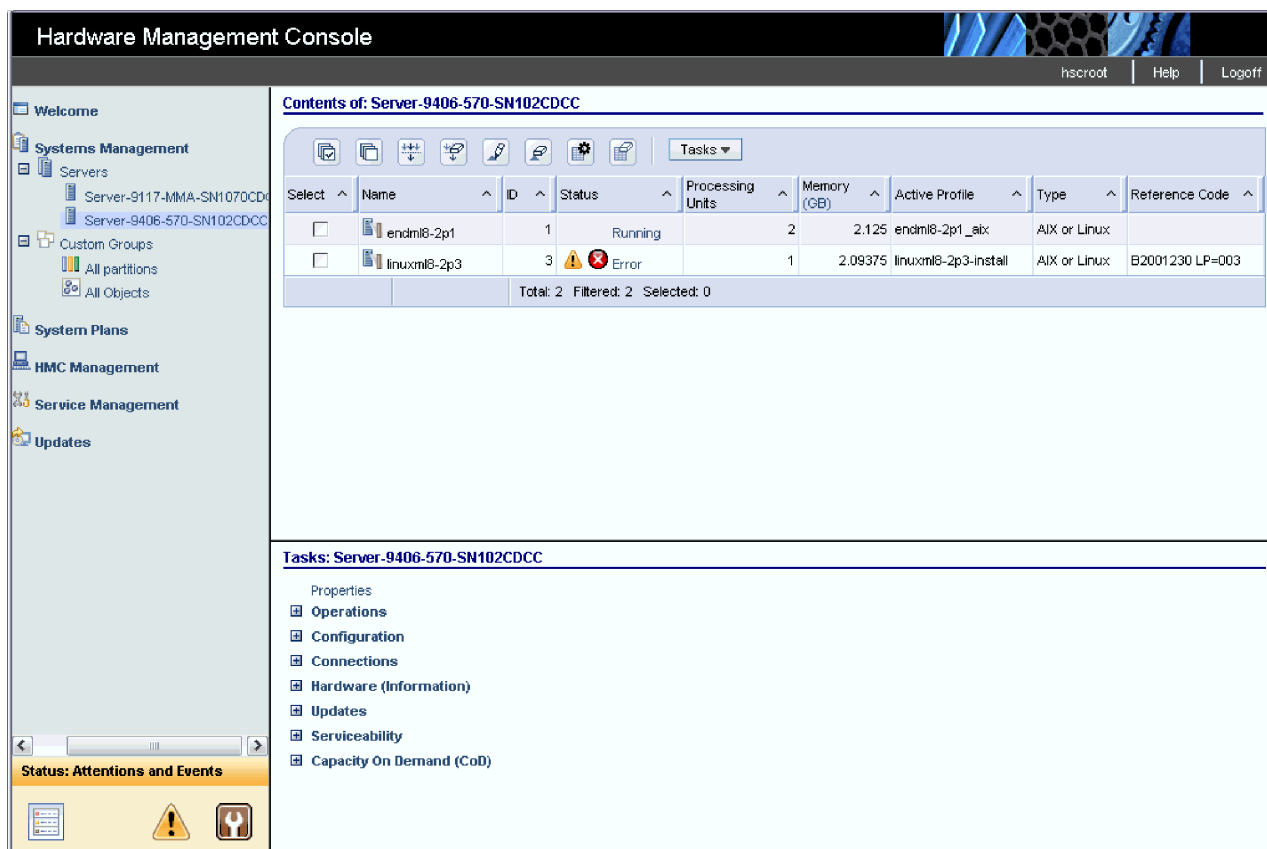 Hardware Management Console
hscroot Help Logoff
Welcome
Systems Management
Servers
Server-9117-MMA-SN1070CD
Server-9406-570-SN102CDCC
Custom Groups
All partitions
All Objects
System Plans
HMC Management
Service Management
Updates
Status: Attentions and Events
Contents of: Server-9406-570-SN102CDCC
Tasks
Select Name ID Status Processing Units Memory (GB) Active Profile Type Reference Code
endml8-2p1 1 Running 2 2.125 endml8-2p1_aix AIX or Linux
linuxml8-2p3 3 Error 1 2.09375 linuxml8-2p3-install AIX or Linux B2001230 LP=003
Total: 2 Filtered: 2 Selected: 0
Tasks: Server-9406-570-SN102CDCC
Properties
Operations
Configuration
Connections
Hardware (Information)
Updates
Serviceability
Capacity On Demand (CoD)